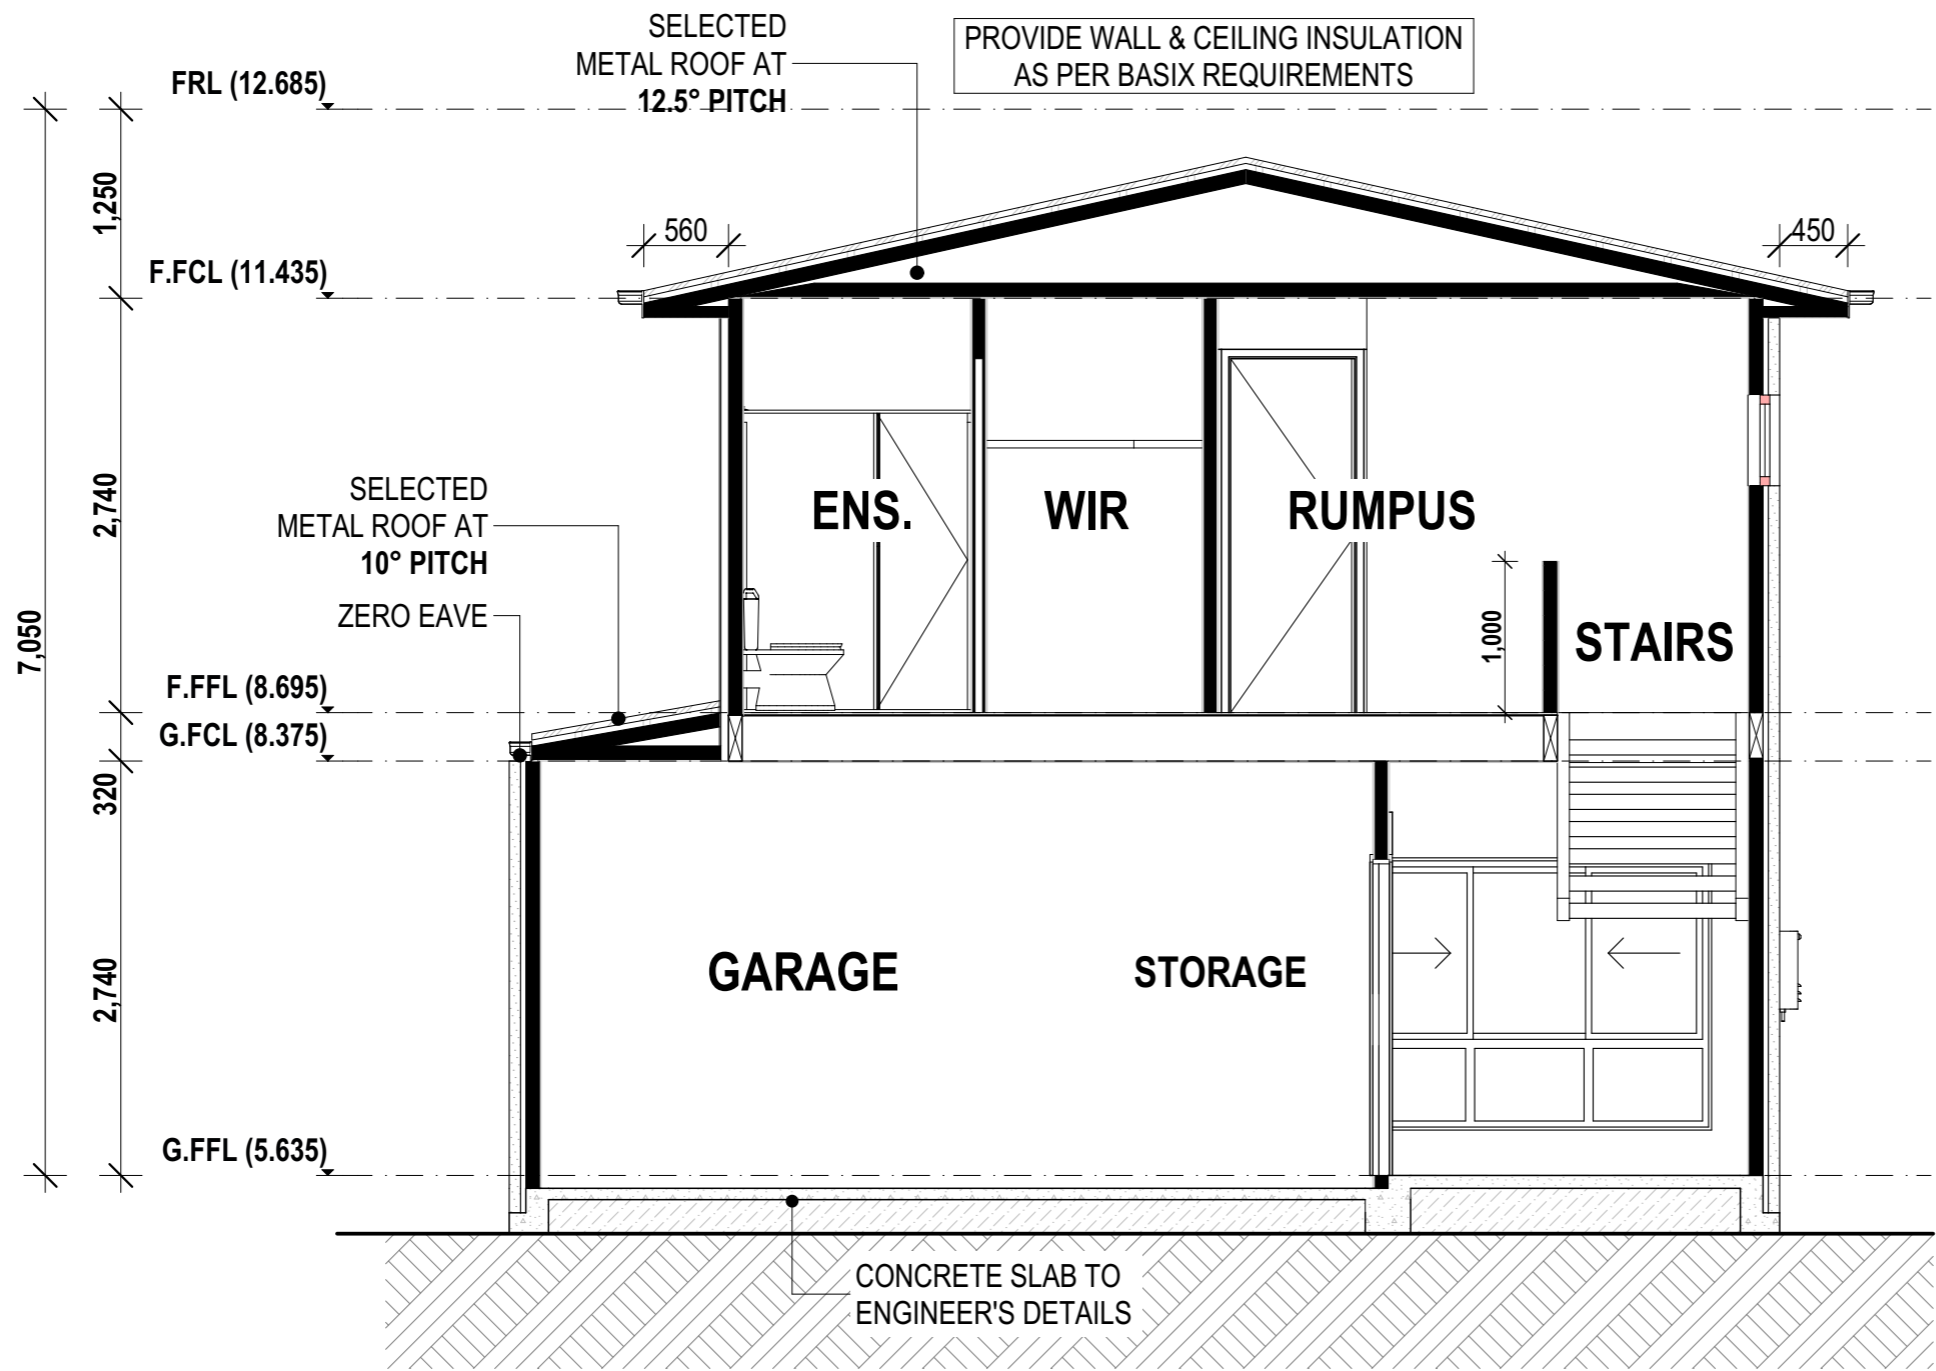 SELECTED
METAL ROOF AT
12.5° PITCH
PROVIDE WALL & CEILING INSULATION
AS PER BASIX REQUIREMENTS
FRL (12.685)
1,250
560
450
F.FCL (11.435)
2,740
SELECTED
METAL ROOF AT
10° PITCH
ZERO EAVE
ENS.
WIR
RUMPUS
1,000
STAIRS
7,050
F.FFL (8.695)
G.FCL (8.375)
320
2,740
GARAGE
STORAGE
G.FFL (5.635)
CONCRETE SLAB TO
ENGINEER'S DETAILS